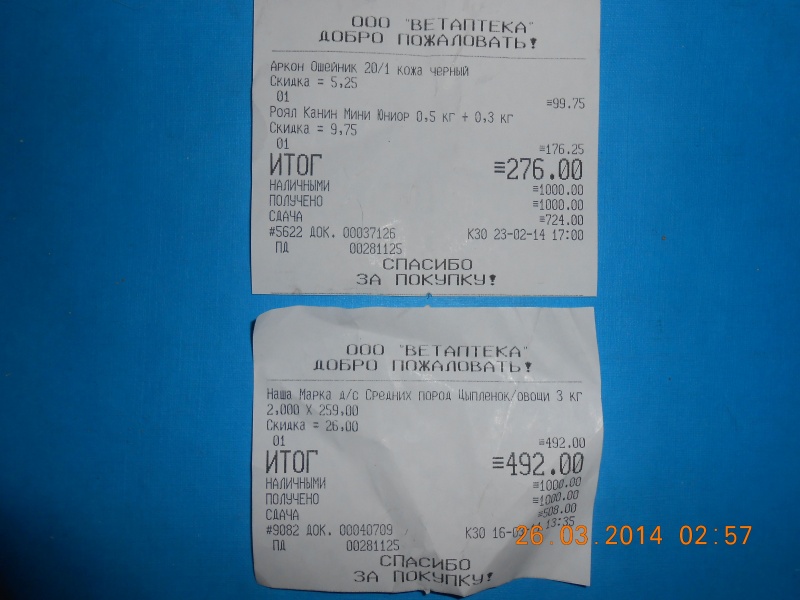 ООО "ВЕТАПТЕКА"
ДОБРО ПОЖАЛОВАТЬ!
Аркон Ошейник 20/1 кожа черный
Скидка = 5,25
01
≡99.75
Роял Канин Мини Юниор 0,5 кг + 0,3 кг
Скидка = 9,75
01
≡176.25
ИТОГ ≡276.00
НАЛИЧНЫМИ ≡1000.00
ПОЛУЧЕНО ≡1000.00
СДАЧА ≡724.00
#5622 ДОК. 00037126 К30 23-02-14 17:00
ПД 00281125
СПАСИБО
ЗА ПОКУПКУ!
ООО "ВЕТАПТЕКА"
ДОБРО ПОЖАЛОВАТЬ!
Наша Марка д/с Средних пород Цыпленок/овощи 3 кг
2,000 X 259,00
Скидка = 26,00
01
≡492.00
ИТОГ ≡492.00
НАЛИЧНЫМИ ≡1000.00
ПОЛУЧЕНО ≡1000.00
СДАЧА ≡508.00
#9082 ДОК. 00040709 К30 13:35
ПД 00281125
СПАСИБО
ЗА ПОКУПКУ!
26.03.2014 02:57